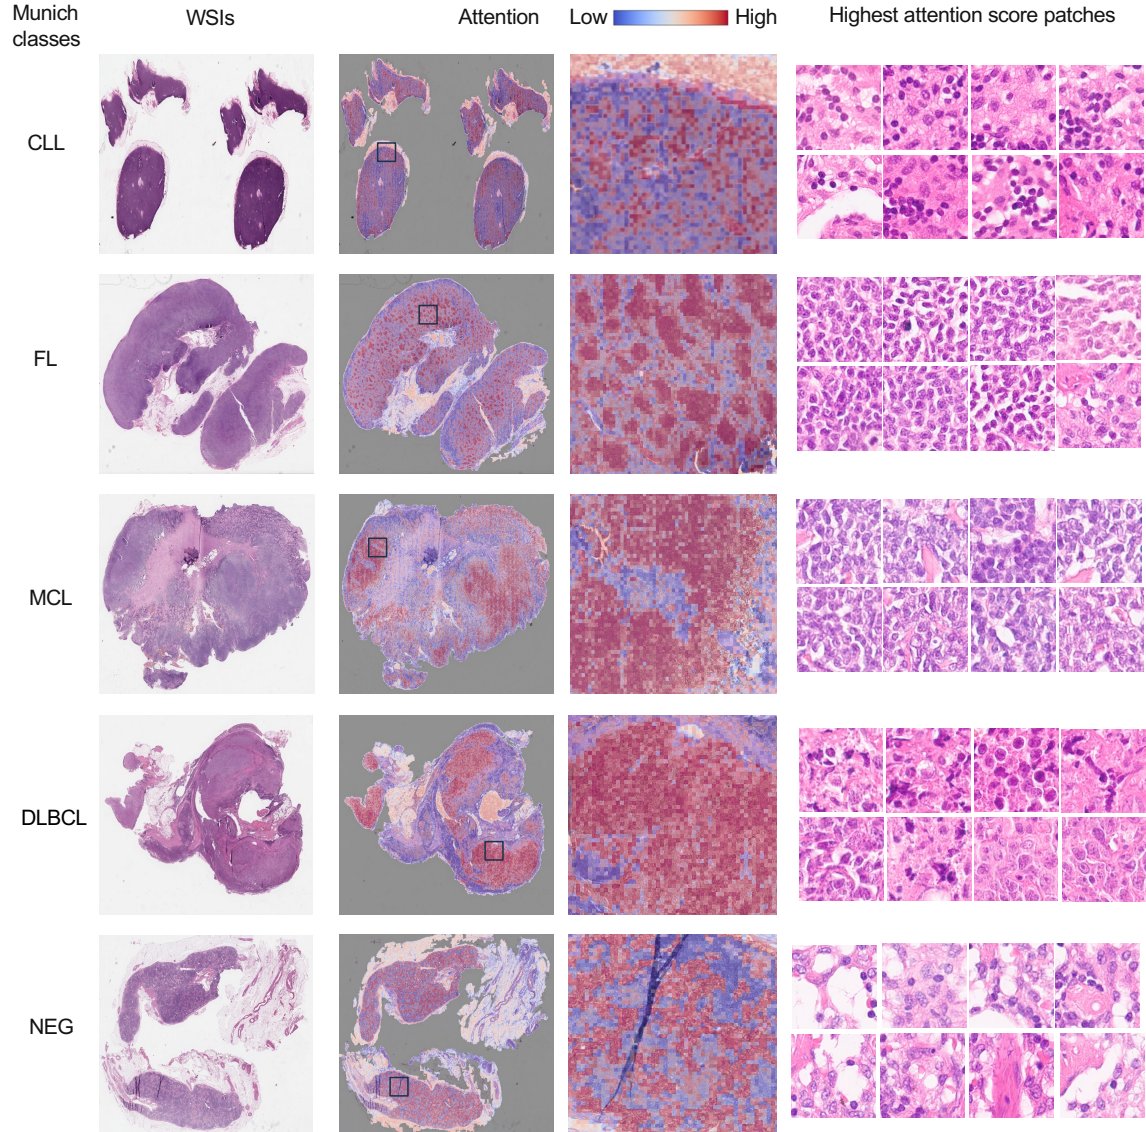 Munich classes
WSIs
Attention
Low
High
Highest attention score patches
CLL
FL
MCL
DLBCL
NEG